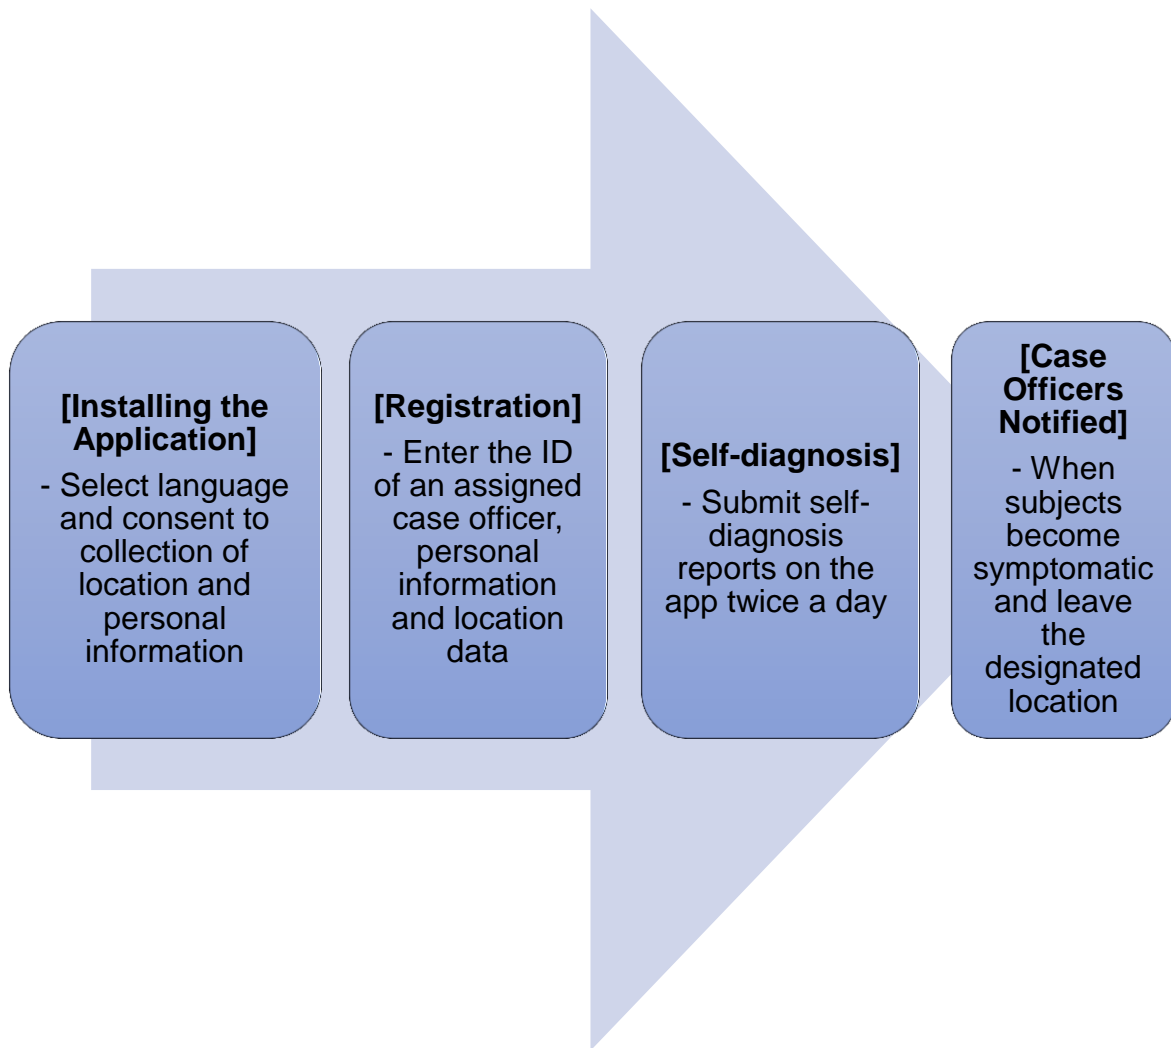 [Installing the
Application]
- Select language
and consent to
collection of
location and
personal
information
[Registration]
- Enter the ID
of an assigned
case officer,
personal
information
and location
data
[Self-diagnosis]
- Submit self-
diagnosis
reports on the
app twice a day
[Case
Officers
Notified]
- When
subjects
become
symptomatic
and leave
the
designated
location